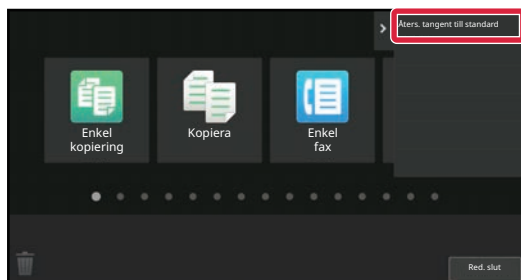 Åters. tangent till standard
Enkel
kopiering
Kopiera
Enkel
fax
Red. slut